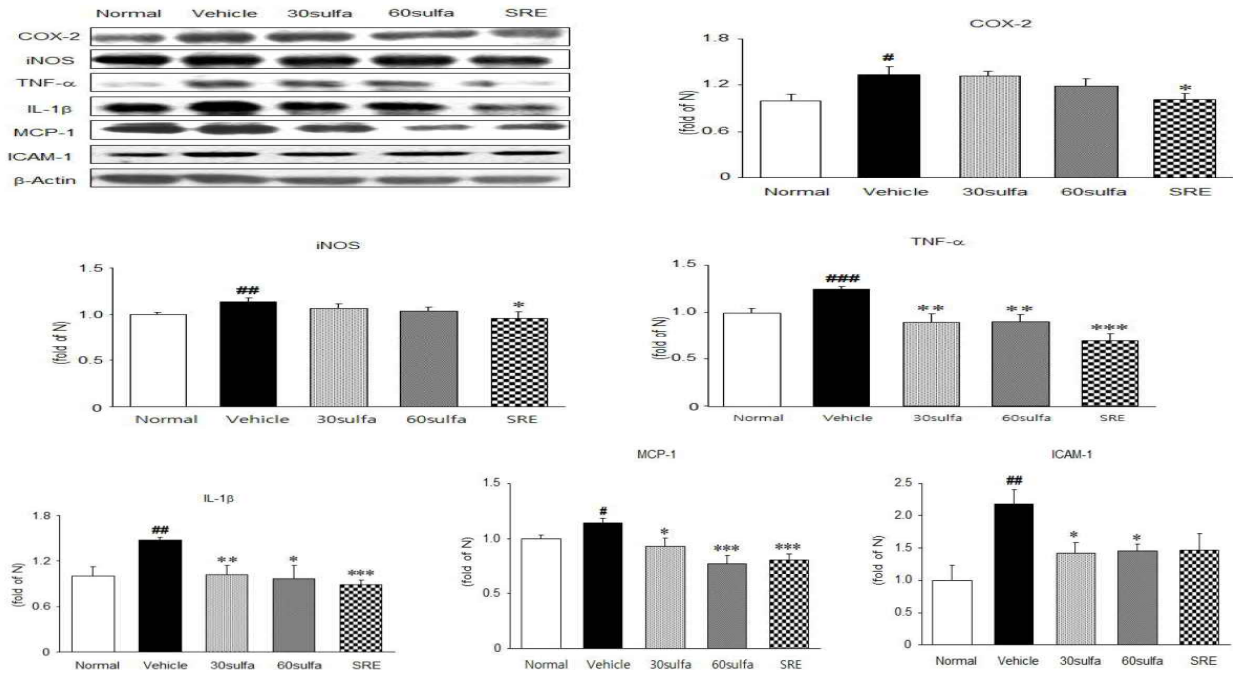 Normal Vehicle 30sulfa 60sulfa SRE
COX-2
iNOS
TNF-α
IL-1β
MCP-1
ICAM-1
β-Actin
COX-2
(fold of N)
1.8
1.2
0.6
0
#
*
Normal Vehicle 30sulfa 60sulfa SRE
iNOS
(fold of N)
1.5
1.0
0.5
0
##
*
Normal Vehicle 30sulfa 60sulfa SRE
TNF-α
(fold of N)
1.5
1.0
0.5
0
###
**
**
***
Normal Vehicle 30sulfa 60sulfa SRE
IL-1β
(fold of N)
1.8
1.2
0.6
0
##
**
*
***
Normal Vehicle 30sulfa 60sulfa SRE
MCP-1
(fold of N)
1.5
1.0
0.5
0
#
*
***
***
Normal Vehicle 30sulfa 60sulfa SRE
ICAM-1
(fold of N)
2.5
2.0
1.5
1.0
0.5
0
##
*
*
Normal Vehicle 30sulfa 60sulfa SRE